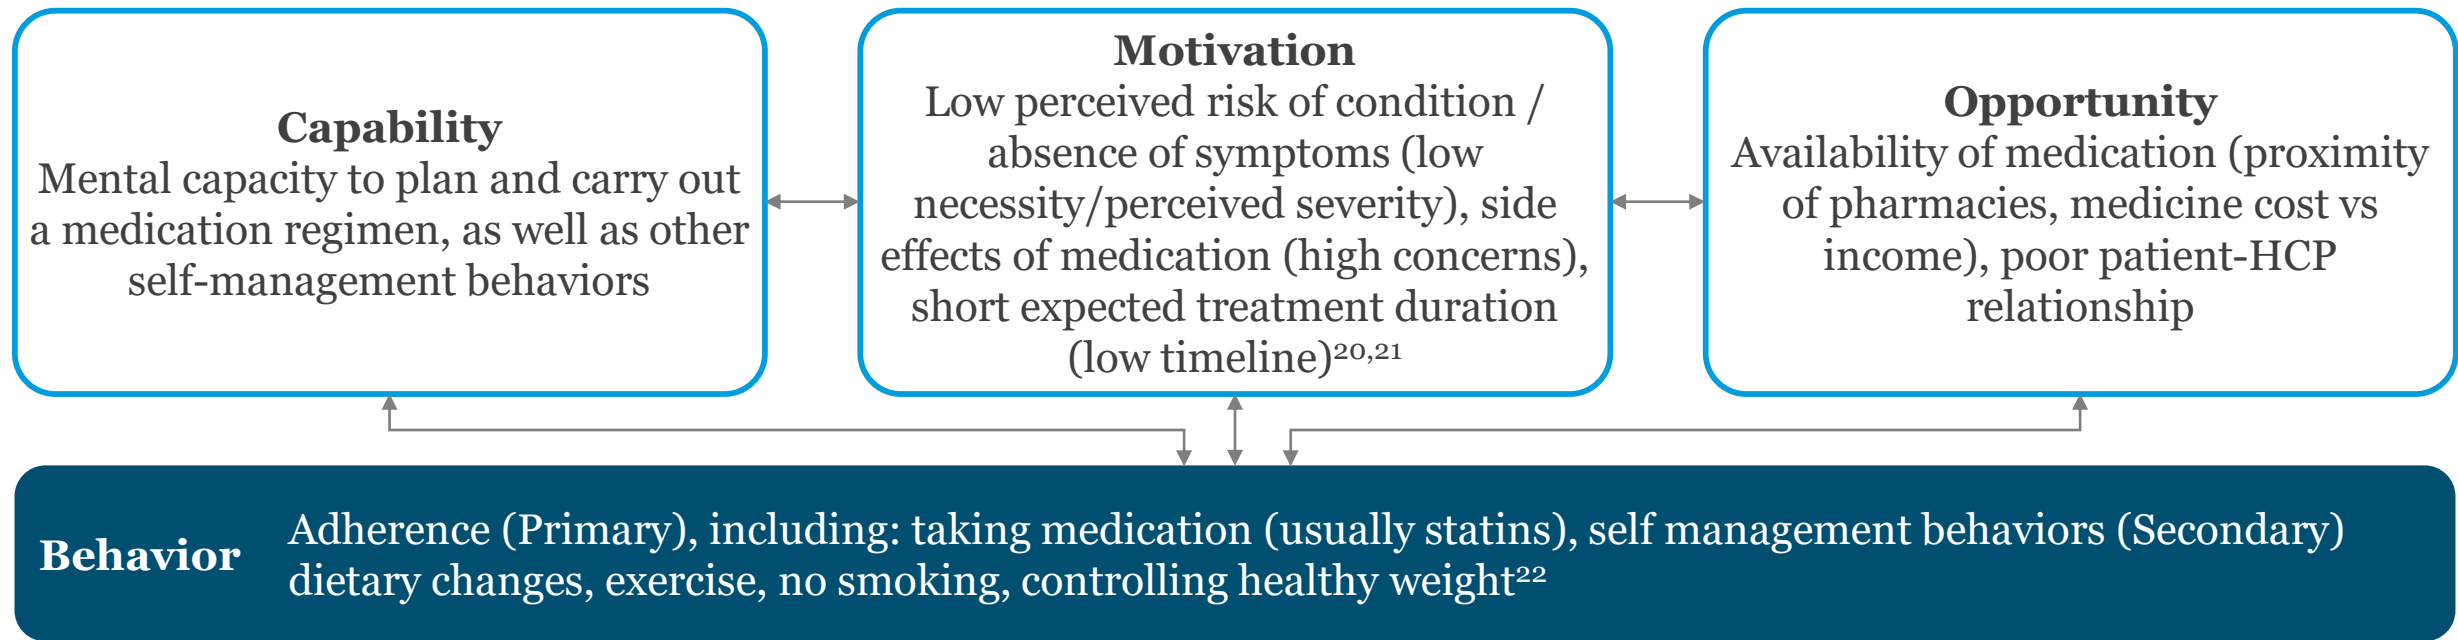 Capability
Mental capacity to plan and carry out
a medication regimen, as well as other
self-management behaviors
Motivation
Low perceived risk of condition /
absence of symptoms (low
necessity/perceived severity), side
effects of medication (high concerns),
short expected treatment duration
(low timeline)²⁰,²¹
Opportunity
Availability of medication (proximity
of pharmacies, medicine cost vs
income), poor patient-HCP
relationship
Behavior
Adherence (Primary), including: taking medication (usually statins), self management behaviors (Secondary)
dietary changes, exercise, no smoking, controlling healthy weight²²